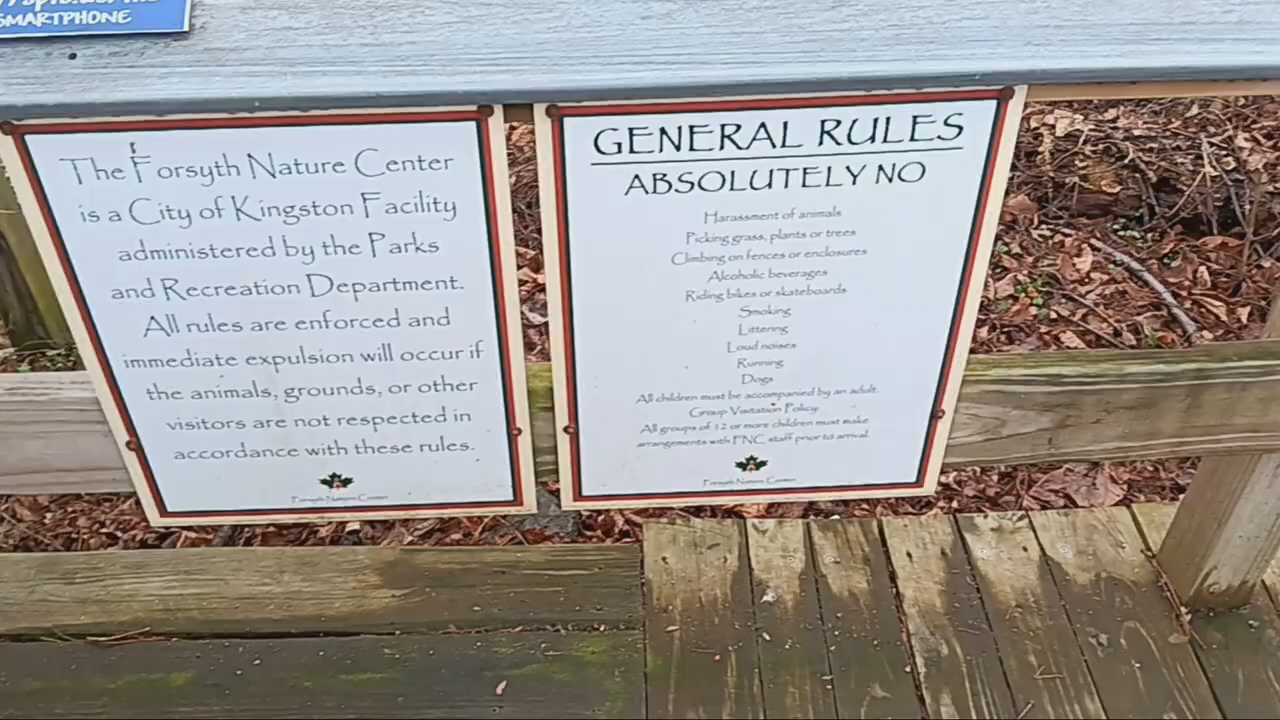 SMARTPHONE
The Forsyth Nature Center
is a City of Kingston Facility
administered by the Parks
and Recreation Department.
All rules are enforced and
immediate expulsion will occur if
the animals, grounds, or other
visitors are not respected in
accordance with these rules.
Forsyth Nature Center
GENERAL RULES
ABSOLUTELY NO
Harassment of animals
Picking grass, plants or trees
Climbing on fences or enclosures
Alcoholic beverages
Riding bikes or skateboards
Smoking
Littering
Loud noises
Running
Dogs
All children must be accompanied by an adult.
Group Visitation Policy:
All groups of 12 or more children must make
arrangements with FNC staff prior to arrival.
Forsyth Nature Center